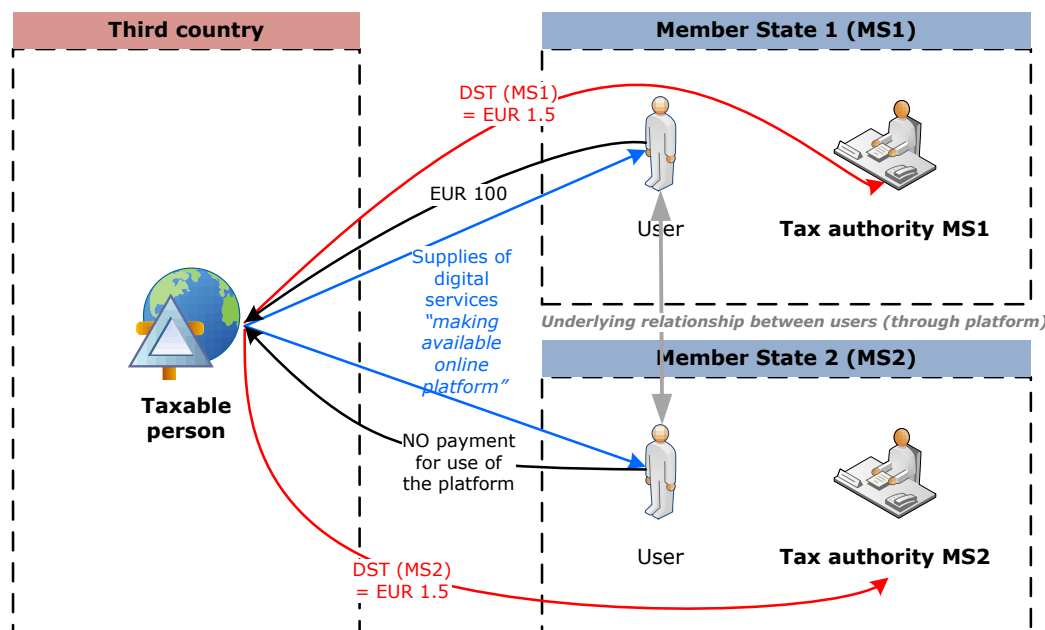 Third country
Member State 1 (MS1)
DST (MS1)
= EUR 1.5
EUR 100
User
Tax authority MS1
Supplies of
digital
services
“making
available
online
platform”
Underlying relationship between users (through platform)
Member State 2 (MS2)
Taxable
person
NO payment
for use of
the platform
User
Tax authority MS2
DST (MS2)
= EUR 1.5